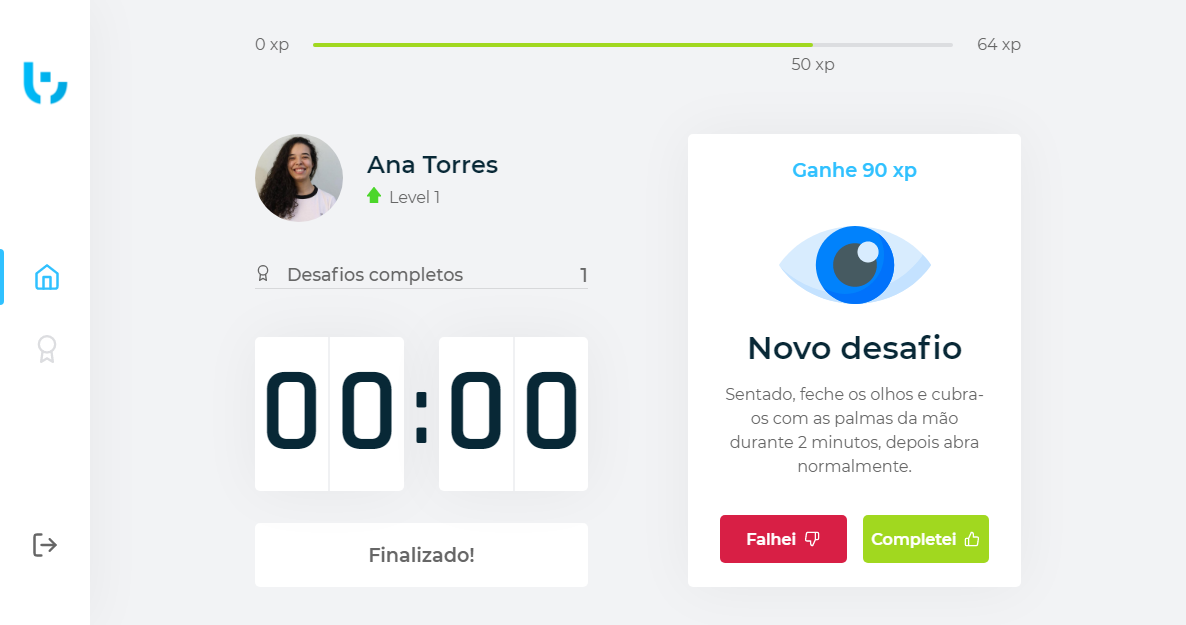 0 xp
64 xp
50 xp
Ana Torres
Level 1
Desafios completos 1
00:00
Finalizado!
Ganhe 90 xp
Novo desafio
Sentado, feche os olhos e cubra-
os com as palmas da mão
durante 2 minutos, depois abra
normalmente.
Falhei
Completei